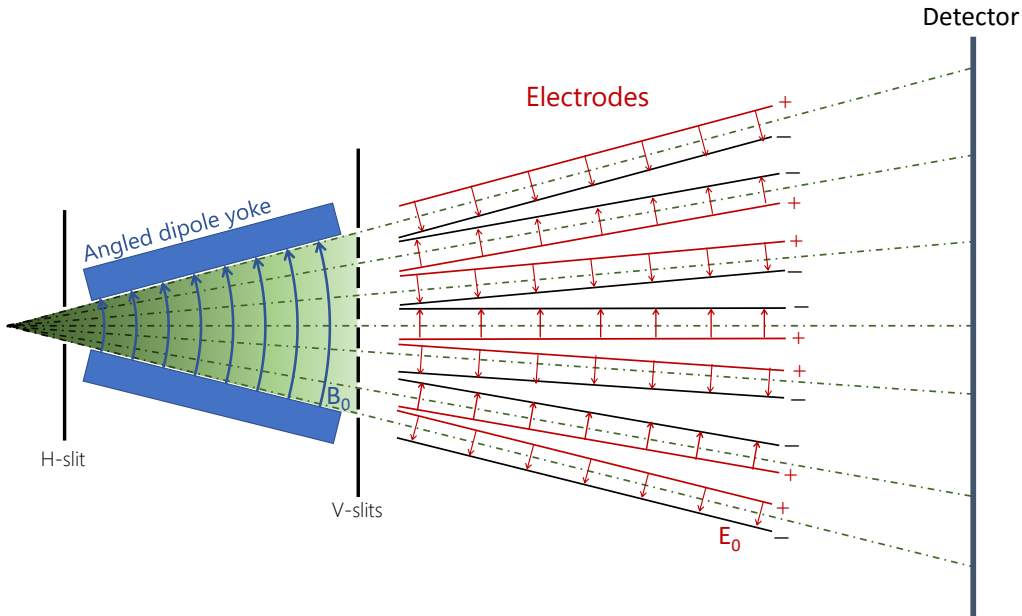 Detector
Electrodes
+
−
−
+
Angled dipole yoke
+
−
−
+
+
−
B₀
−
+
H-slit
+
V-slits
E₀
−